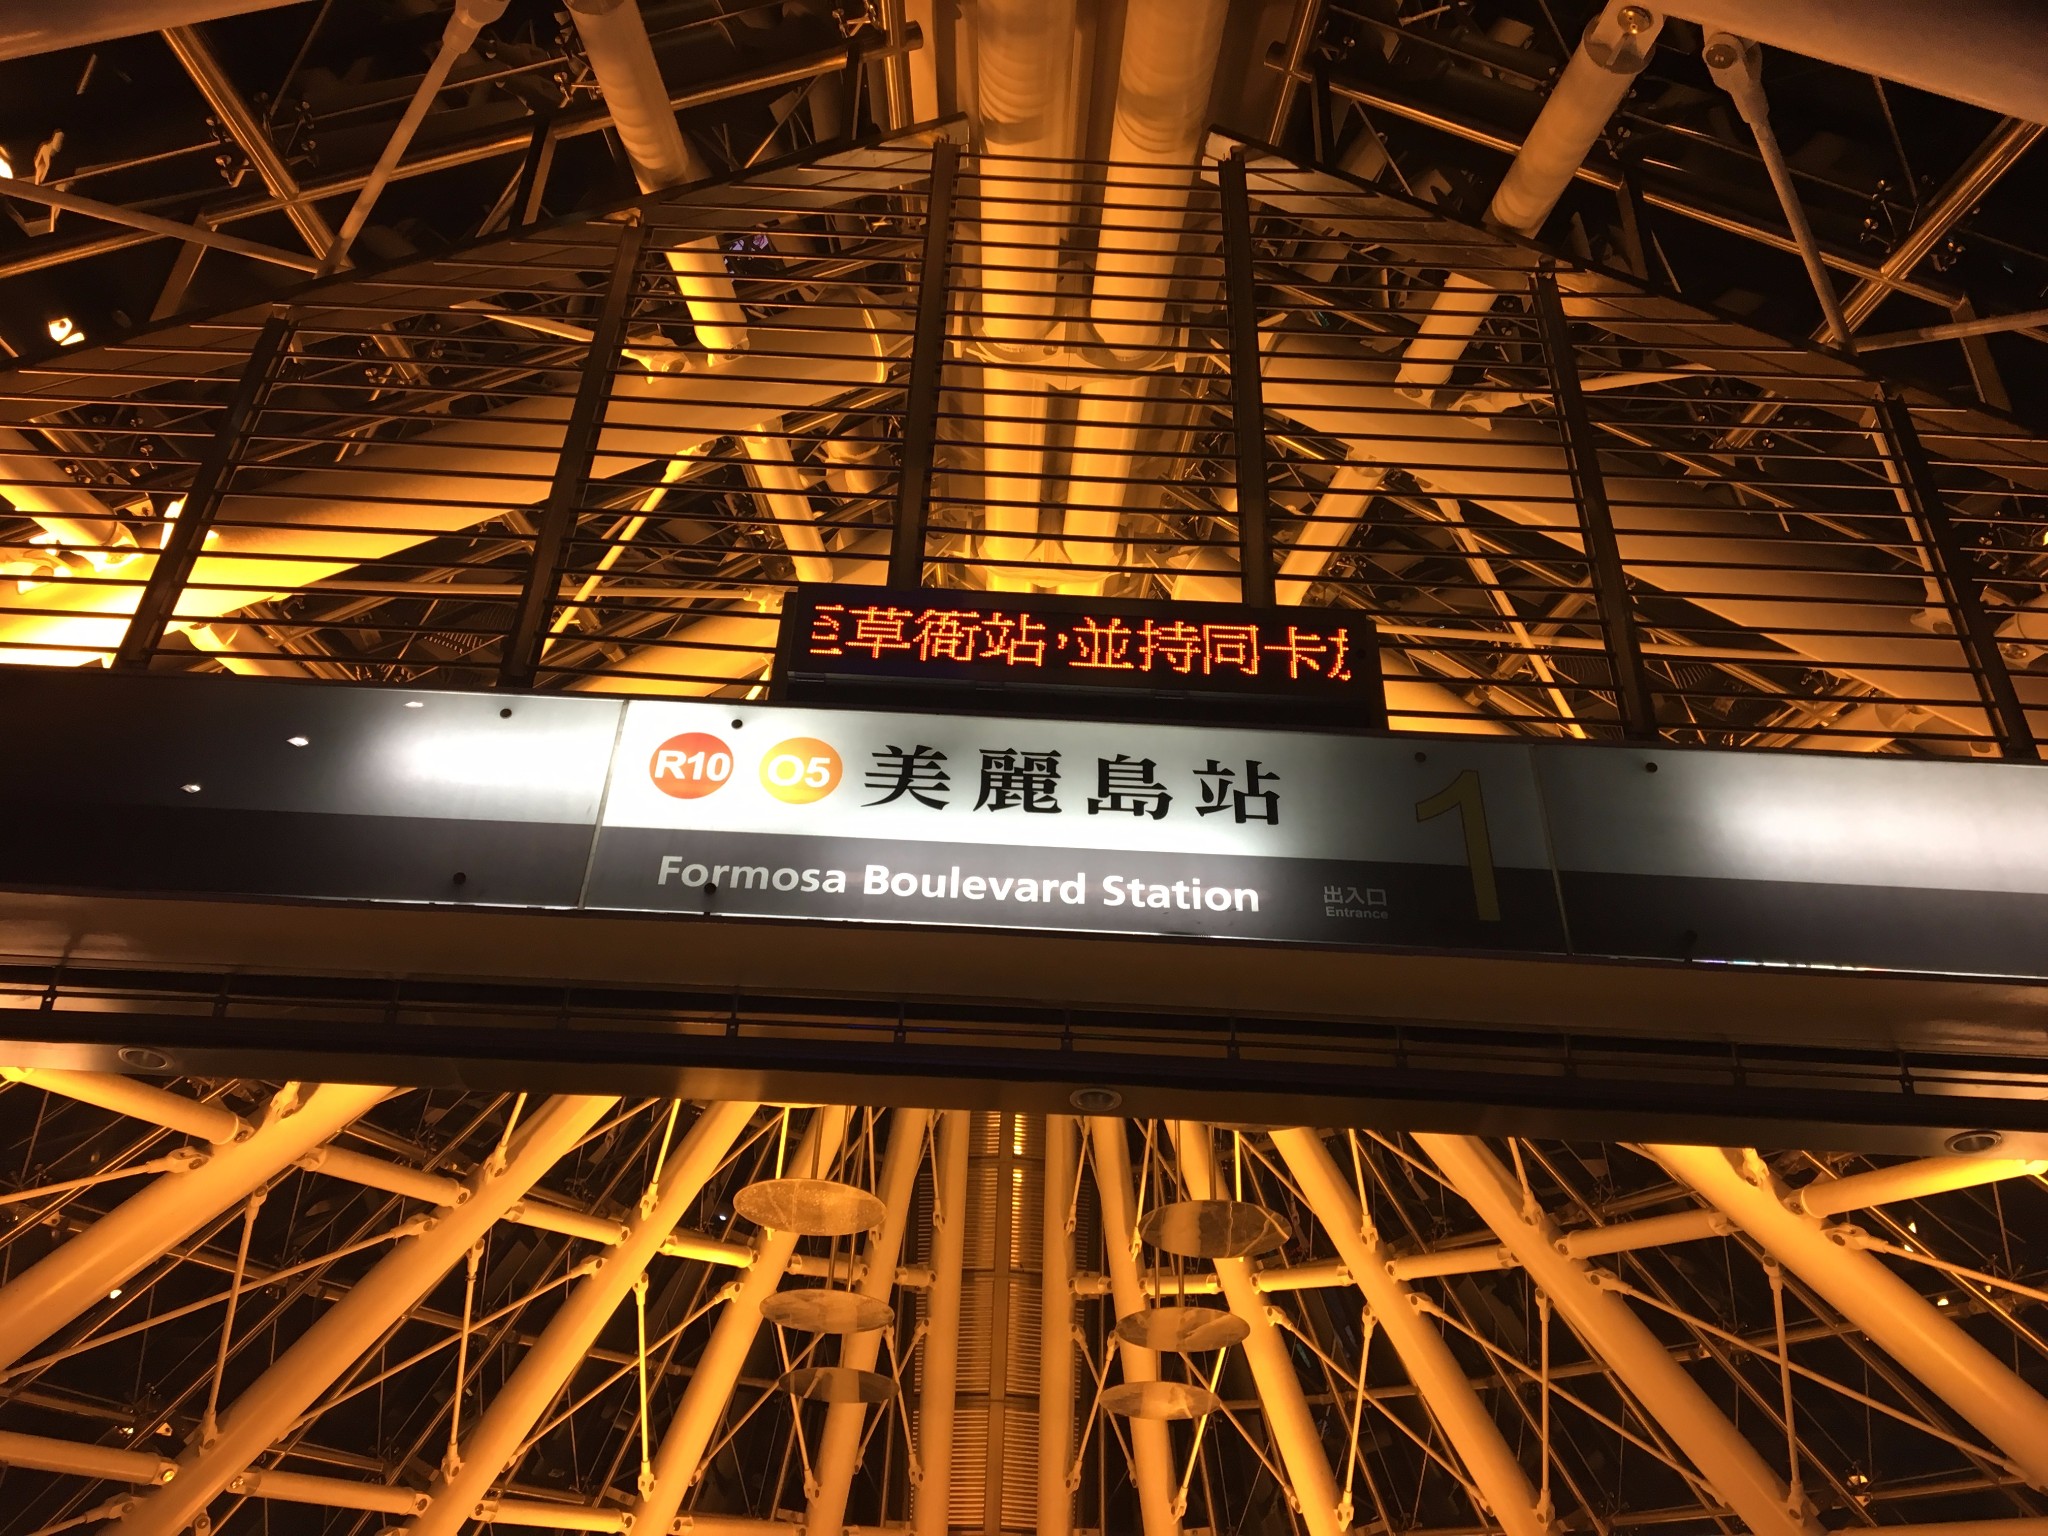 草衙站,並持同卡
R10 O5 美麗島站
Formosa Boulevard Station
出入口
Entrance
1